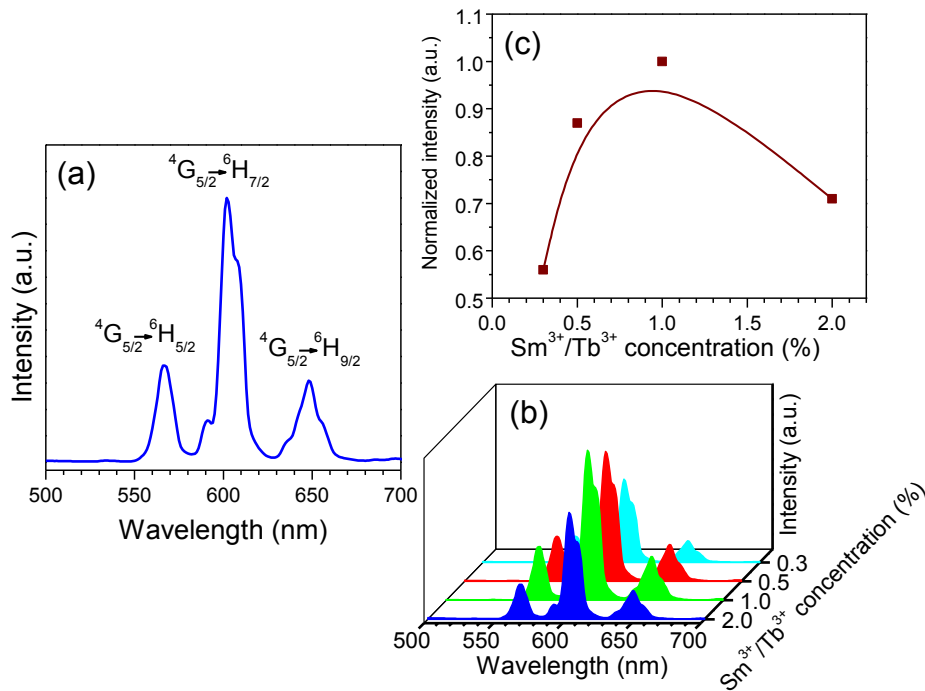 (a)
⁴G₅/₂→⁶H₇/₂
⁴G₅/₂→⁶H₅/₂
⁴G₅/₂→⁶H₉/₂
Intensity (a.u.)
500 550 600 650 700
Wavelength (nm)
(c)
1.1
1.0
0.9
0.8
0.7
0.6
0.5
Normalized intensity (a.u.)
0.0 0.5 1.0 1.5 2.0
Sm³⁺/Tb³⁺ concentration (%)
(b)
Intensity (a.u.)
0.3
0.5
1.0
2.0
Sm³⁺/Tb³⁺ concentration (%)
500 550 600 650 700
Wavelength (nm)